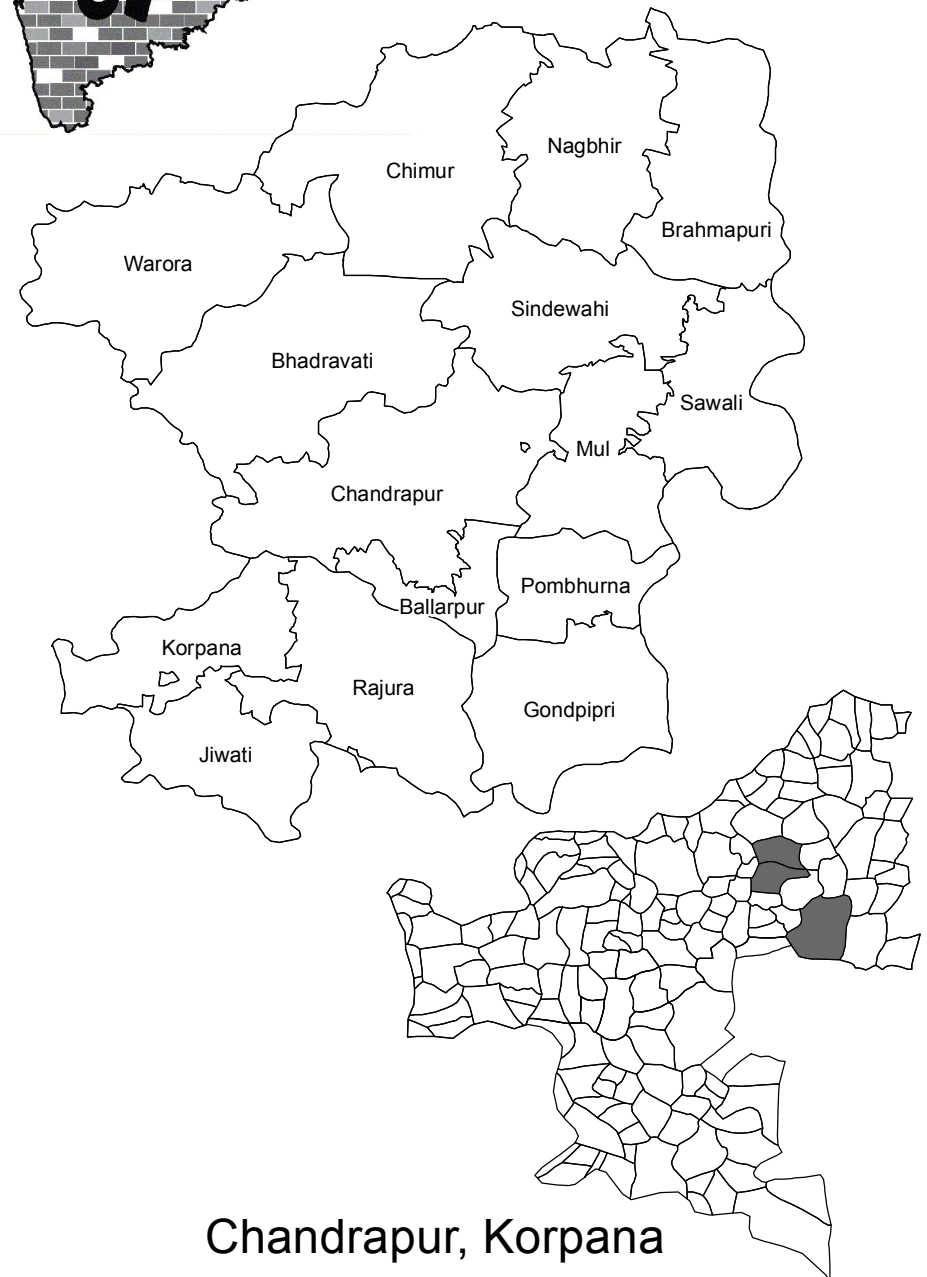 Chimur
Nagbhir
Brahmapuri
Warora
Sindewahi
Bhadravati
Sawali
Mul
Chandrapur
Pombhurna
Ballarpur
Korpana
Rajura
Gondpipri
Jiwati
Chandrapur, Korpana